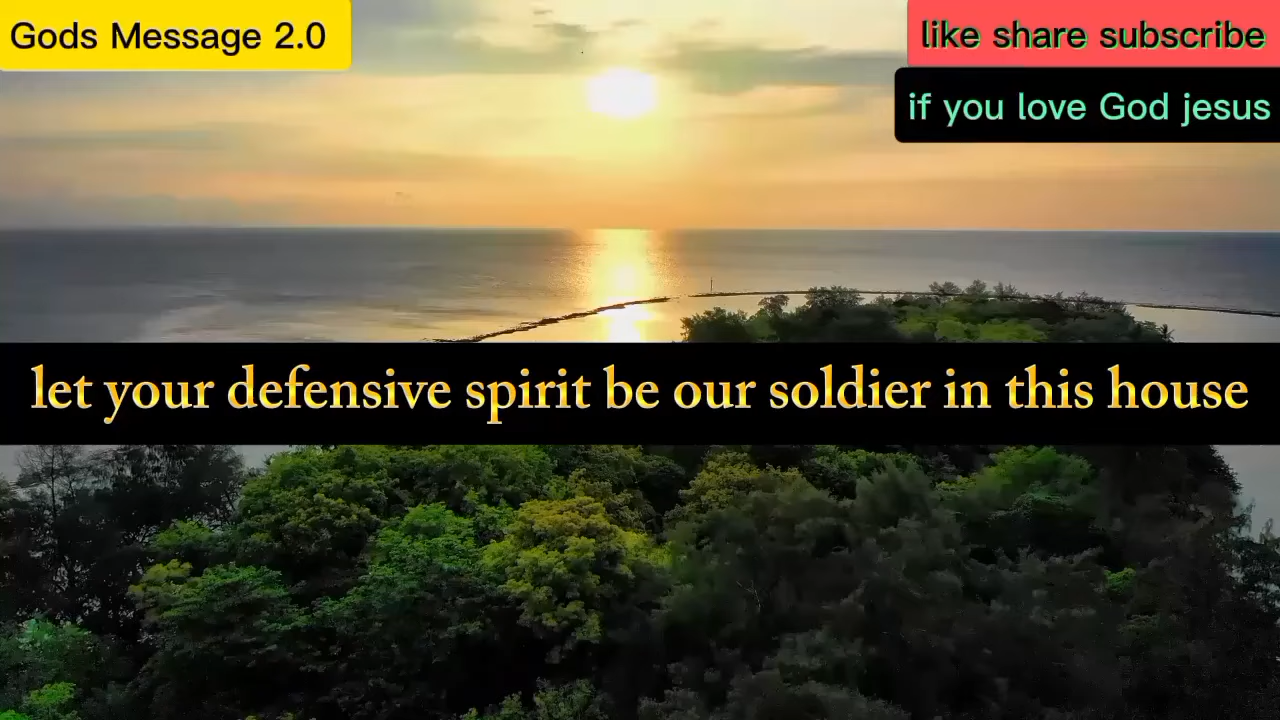 Gods Message 2.0
like share subscribe
if you love God jesus
let your defensive spirit be our soldier in this house